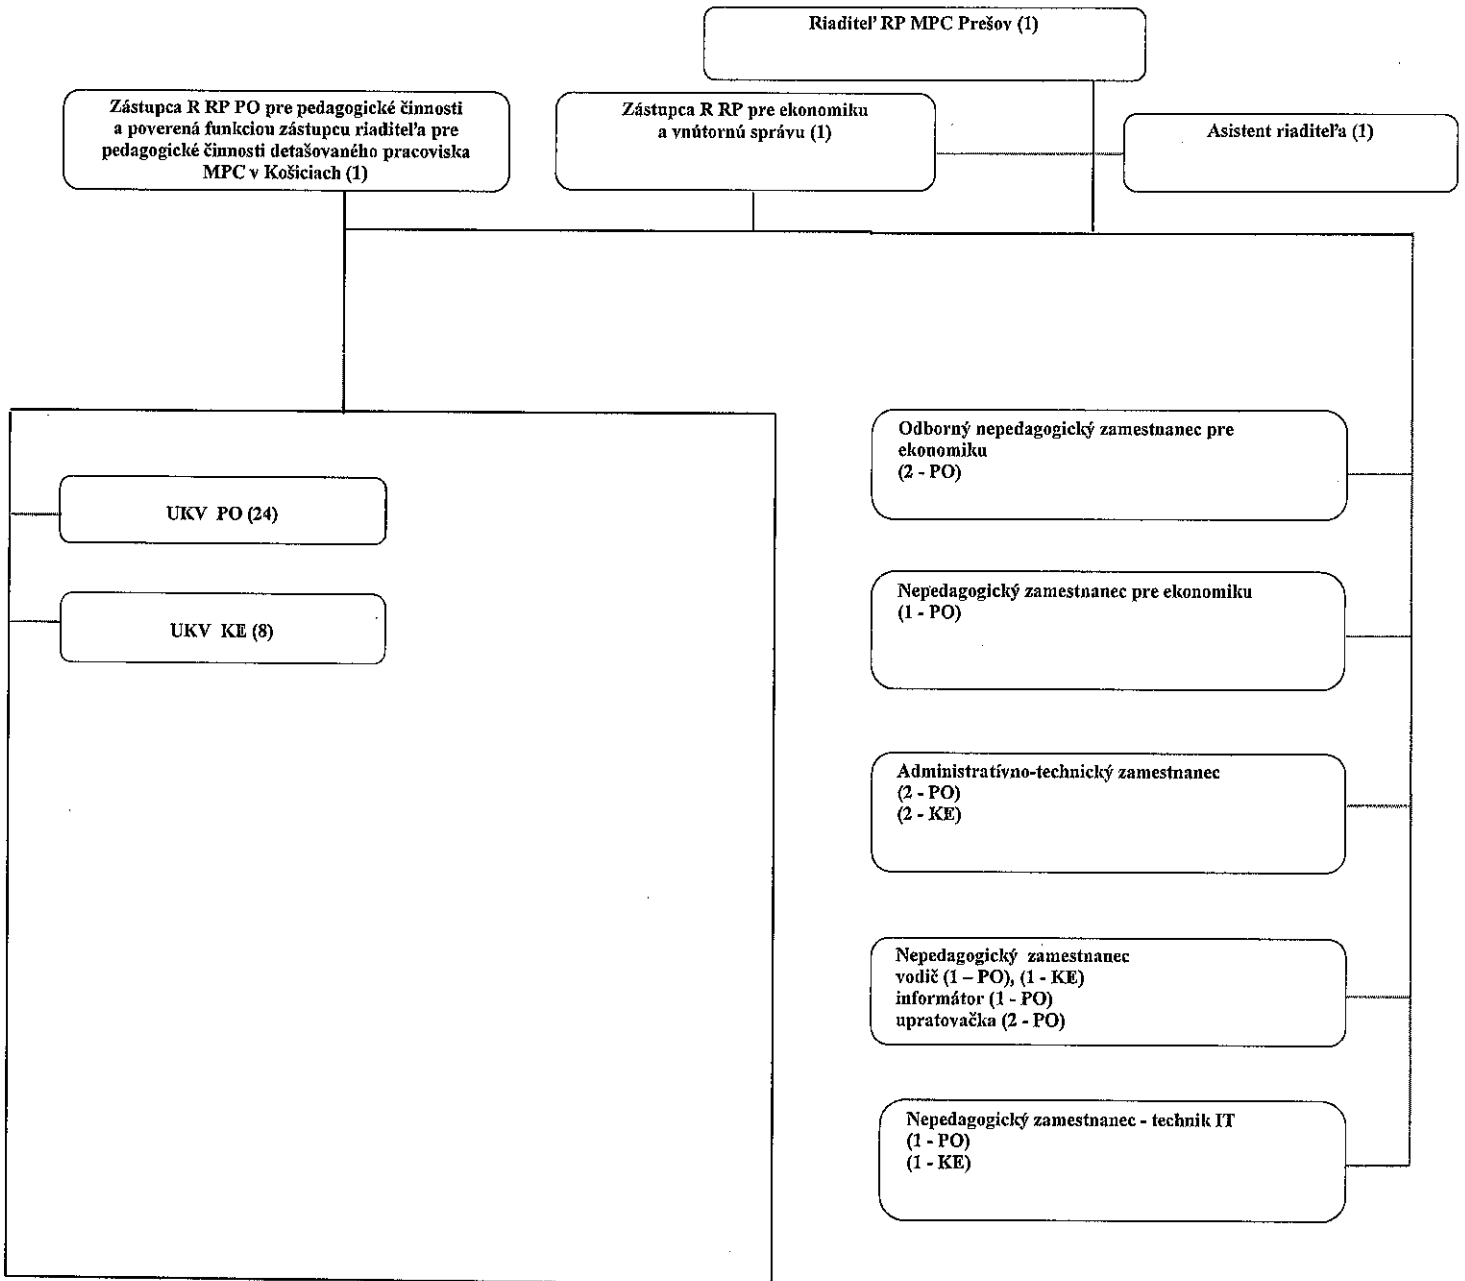 Riaditeľ RP MPC Prešov (1)
Zástupca R RP PO pre pedagogické činnosti
a poverená funkciou zástupcu riaditeľa pre
pedagogické činnosti detašovaného pracoviska
MPC v Košiciach (1)
Zástupca R RP pre ekonomiku
a vnútornú správu (1)
Asistent riaditeľa (1)
UKV PO (24)
UKV KE (8)
Odborný nepedagogický zamestnanec pre
ekonomiku
(2 - PO)
Nepedagogický zamestnanec pre ekonomiku
(1 - PO)
Administratívno-technický zamestnanec
(2 - PO)
(2 - KE)
Nepedagogický zamestnanec
vodič (1 – PO), (1 - KE)
informátor (1 - PO)
upratovačka (2 - PO)
Nepedagogický zamestnanec - technik IT
(1 - PO)
(1 - KE)